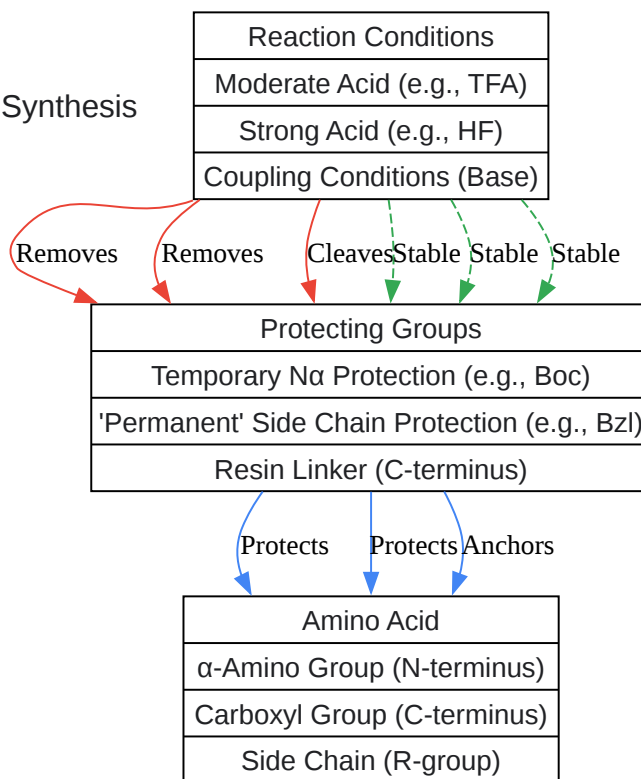 Reaction Conditions
Moderate Acid (e.g., TFA)
Synthesis
Strong Acid (e.g., HF)
Coupling Conditions (Base)
Removes Removes Cleaves Stable Stable Stable
Protecting Groups
Temporary Nα Protection (e.g., Boc)
'Permanent' Side Chain Protection (e.g., Bzl)
Resin Linker (C-terminus)
Protects Protects Anchors
Amino Acid
α-Amino Group (N-terminus)
Carboxyl Group (C-terminus)
Side Chain (R-group)